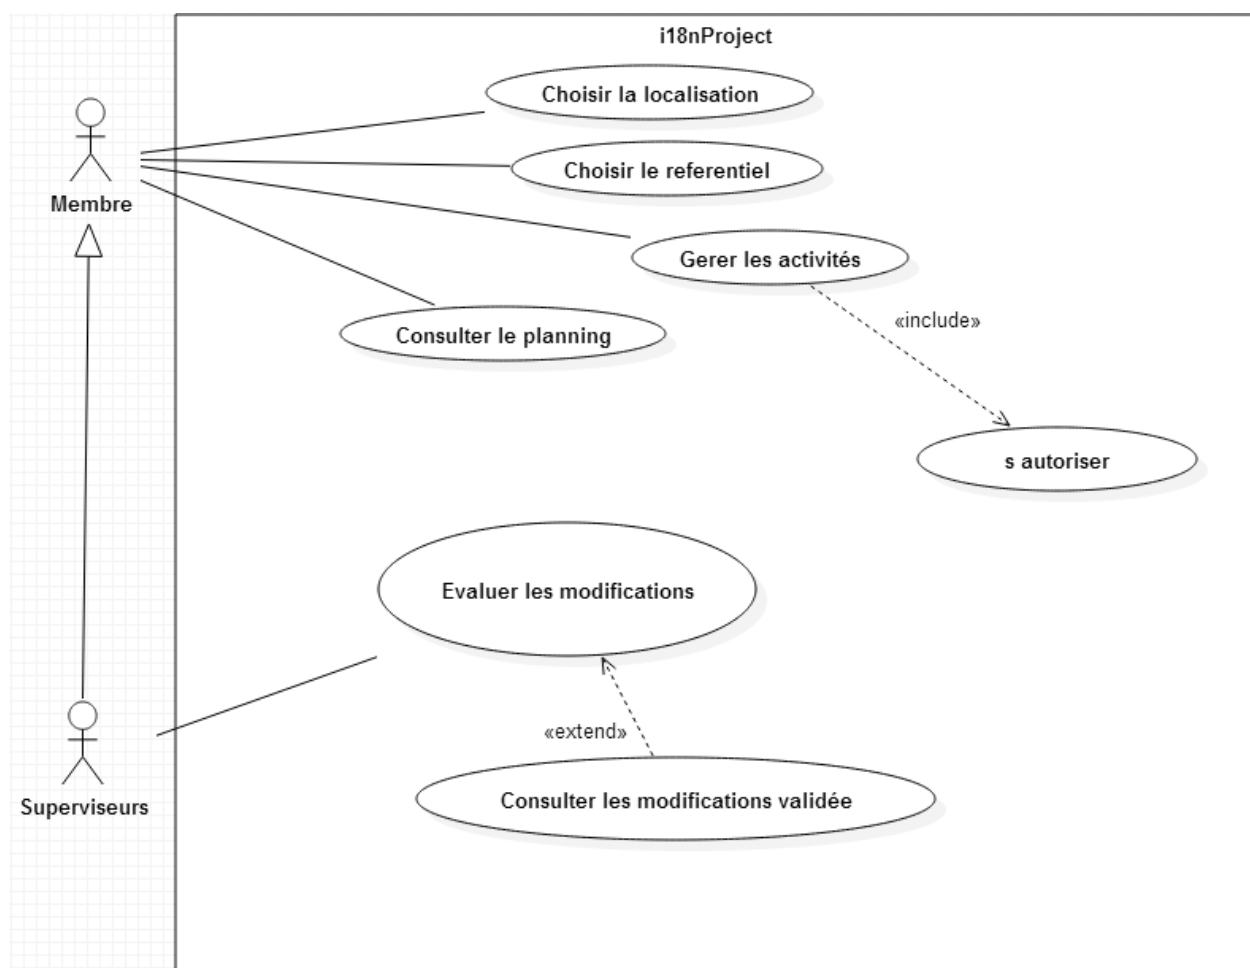 i18nProject
Choisir la localisation
Choisir le referentiel
Membre
Gerer les activités
«include»
Consulter le planning
s autoriser
Evaluer les modifications
«extend»
Consulter les modifications validée
Superviseurs